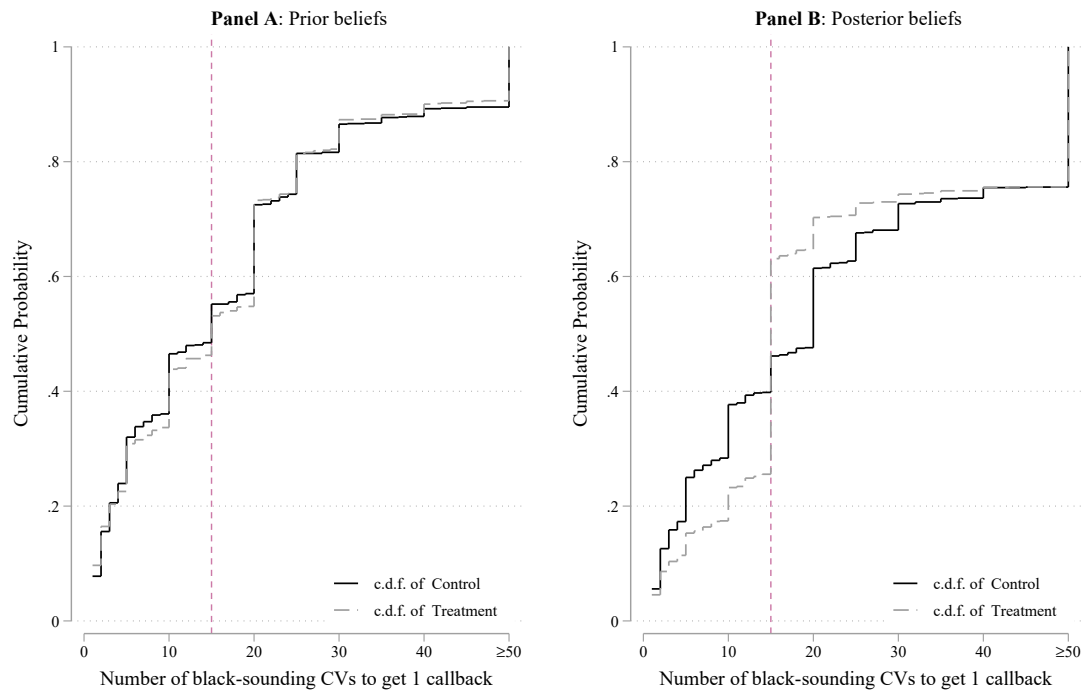 Panel A: Prior beliefs
Cumulative Probability
1
.8
.6
.4
.2
0
c.d.f. of Control
c.d.f. of Treatment
0 10 20 30 40 ≥50
Number of black-sounding CVs to get 1 callback
Panel B: Posterior beliefs
Cumulative Probability
1
.8
.6
.4
.2
0
c.d.f. of Control
c.d.f. of Treatment
0 10 20 30 40 ≥50
Number of black-sounding CVs to get 1 callback